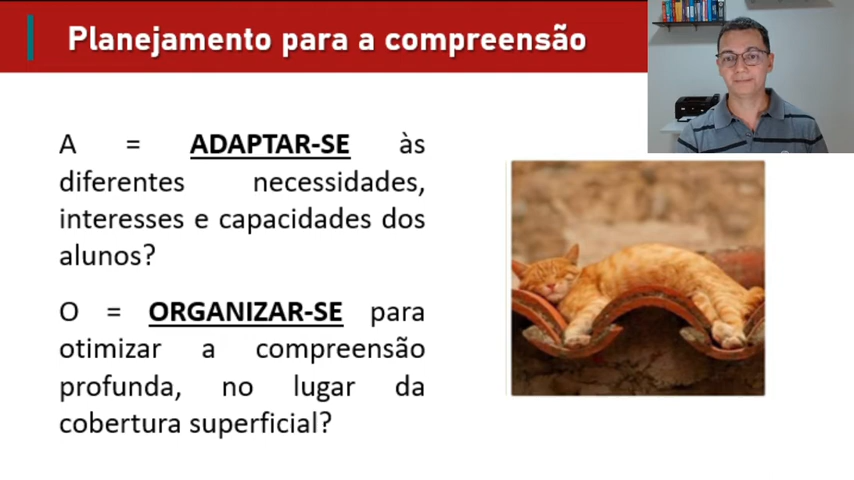 Planejamento para a compreensão
A = ADAPTAR-SE às
diferentes necessidades,
interesses e capacidades dos
alunos?
O = ORGANIZAR-SE para
otimizar a compreensão
profunda, no lugar da
cobertura superficial?